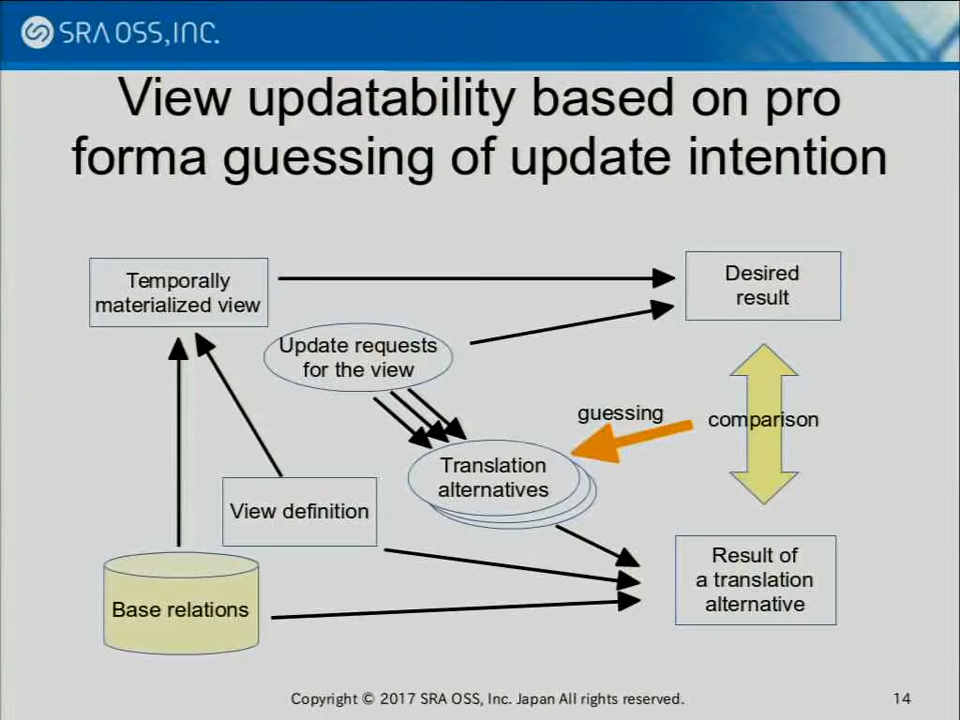 SRA OSS, INC.
View updatability based on pro
forma guessing of update intention
Temporally
materialized view
Desired
result
Update requests
for the view
guessing
comparison
Translation
alternatives
View definition
Result of
a translation
alternative
Base relations
Copyright © 2017 SRA OSS, Inc. Japan All rights reserved.
14